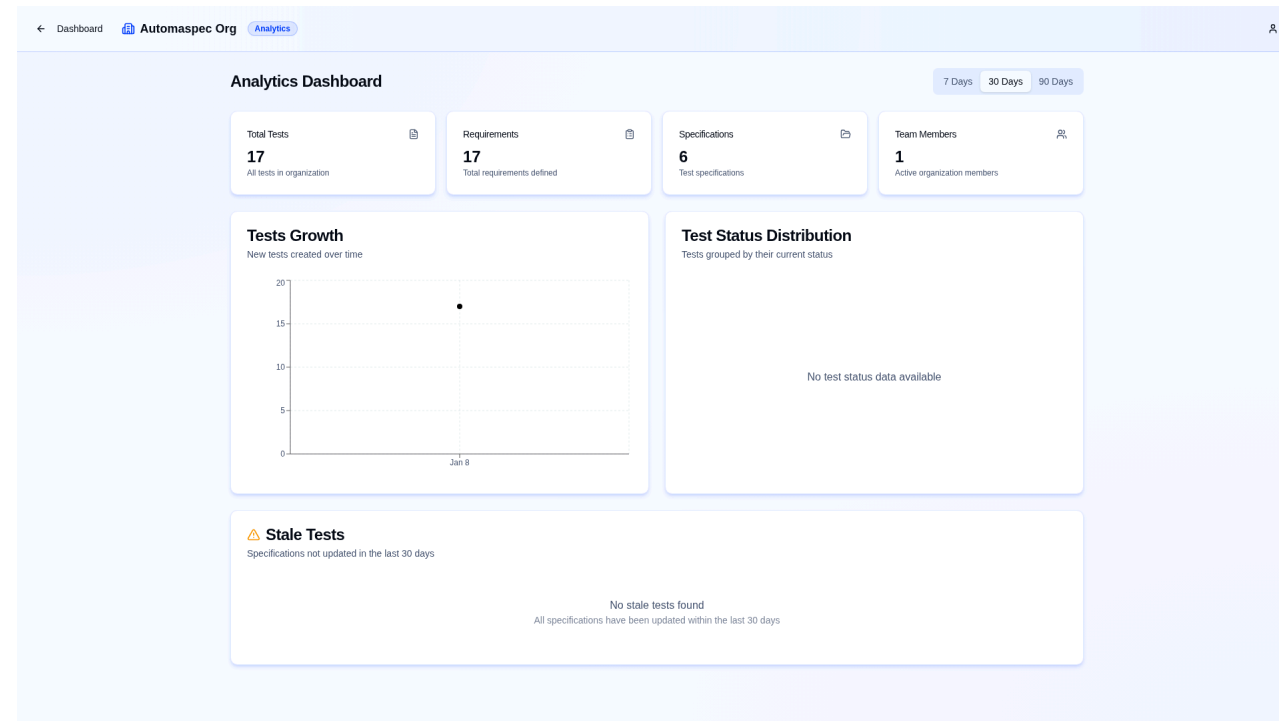 Dashboard
Automaspec Org
Analytics
Analytics Dashboard
7 Days
30 Days
90 Days
Total Tests
17
All tests in organization
Requirements
17
Total requirements defined
Specifications
6
Test specifications
Team Members
1
Active organization members
Tests Growth
New tests created over time
20
15
10
5
0
Jan 8
Test Status Distribution
Tests grouped by their current status
No test status data available
Stale Tests
Specifications not updated in the last 30 days
No stale tests found
All specifications have been updated within the last 30 days